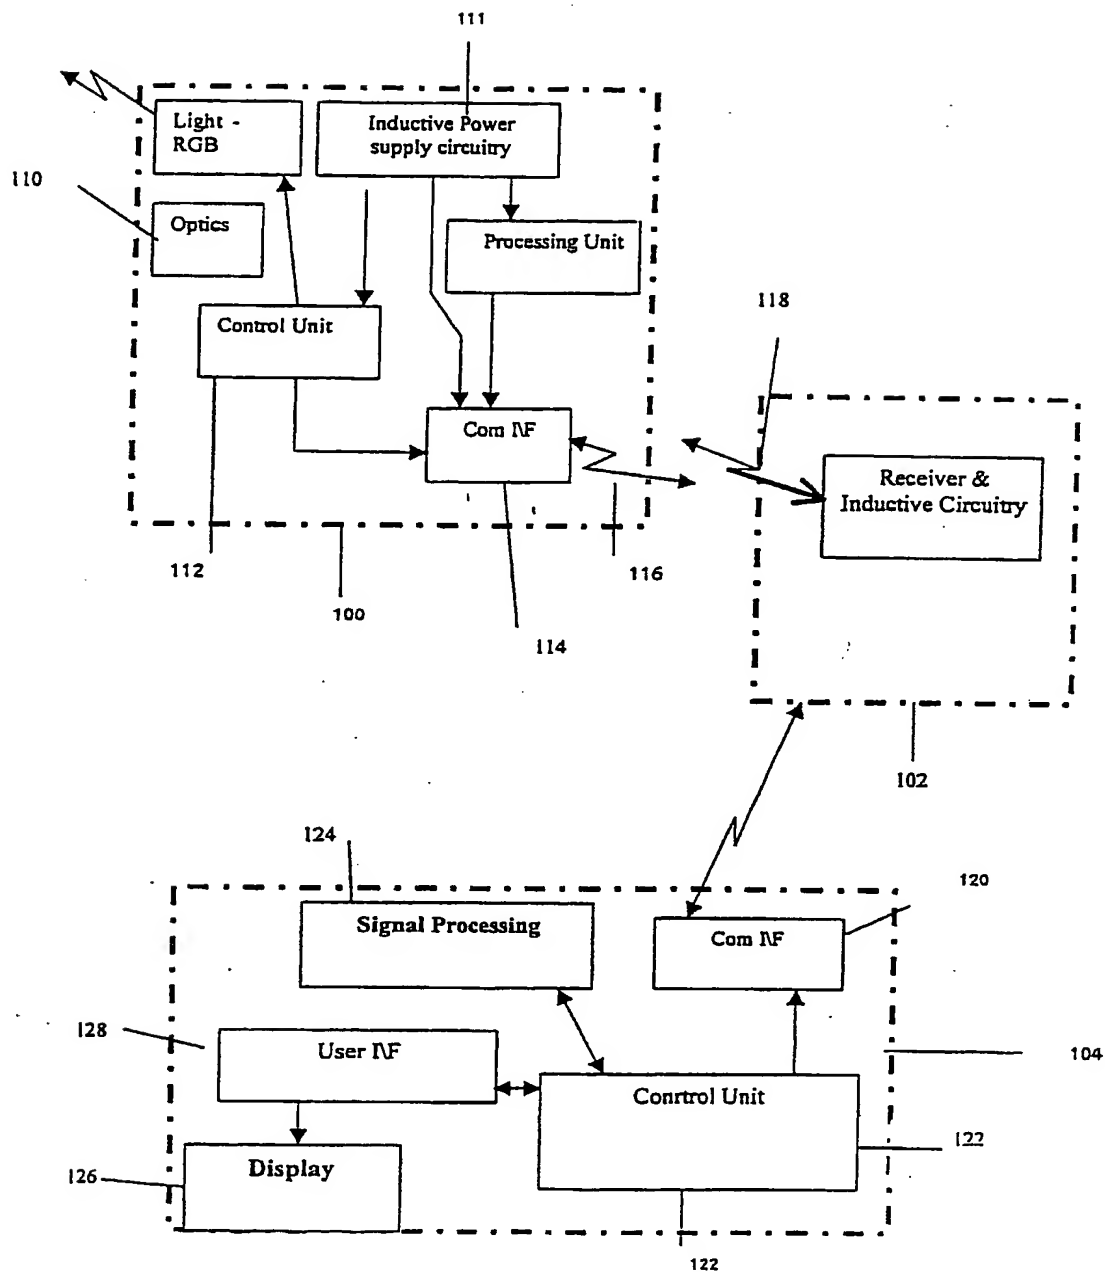 111
Light -
RGB
Inductive Power
supply circuitry
110
Optics
Processing Unit
118
Control Unit
Com I\F
Receiver &
Inductive Circuitry
112
116
100
114
102
124
120
Signal Processing
Com I\F
128
User I\F
104
Conrtrol Unit
122
Display
126
122